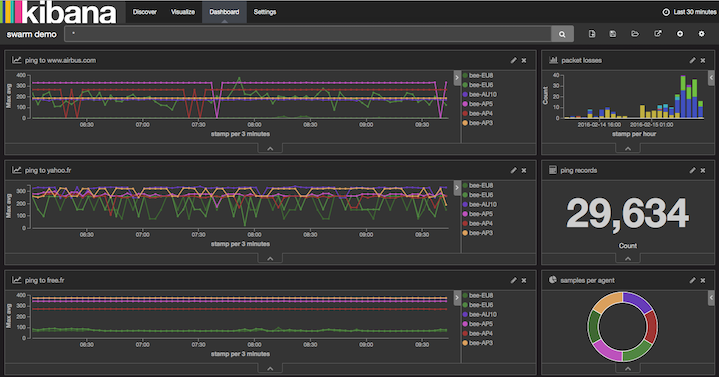 kibana
Discover Visualize Dashboard Settings
Last 30 minutes
swarm demo
*
ping to www.airbus.com
Max avg
400
300
200
100
0
06:30 07:00 07:30 08:00 08:30 09:00 09:30
stamp per 3 minutes
bee-EU8
bee-EU6
bee-AU10
bee-AP5
bee-AP4
bee-AP3
packet losses
Count
40
30
20
10
0
2016-02-14 16:00 2016-02-15 01:00
stamp per hour
ping to yahoo.fr
Max avg
300
200
100
0
06:30 07:00 07:30 08:00 08:30 09:00 09:30
stamp per 3 minutes
bee-EU8
bee-EU6
bee-AU10
bee-AP5
bee-AP4
bee-AP3
ping records
29,634
Count
ping to free.fr
Max avg
300
200
100
0
06:30 07:00 07:30 08:00 08:30 09:00 09:30
stamp per 3 minutes
bee-EU8
bee-EU6
bee-AU10
bee-AP5
bee-AP4
bee-AP3
samples per agent